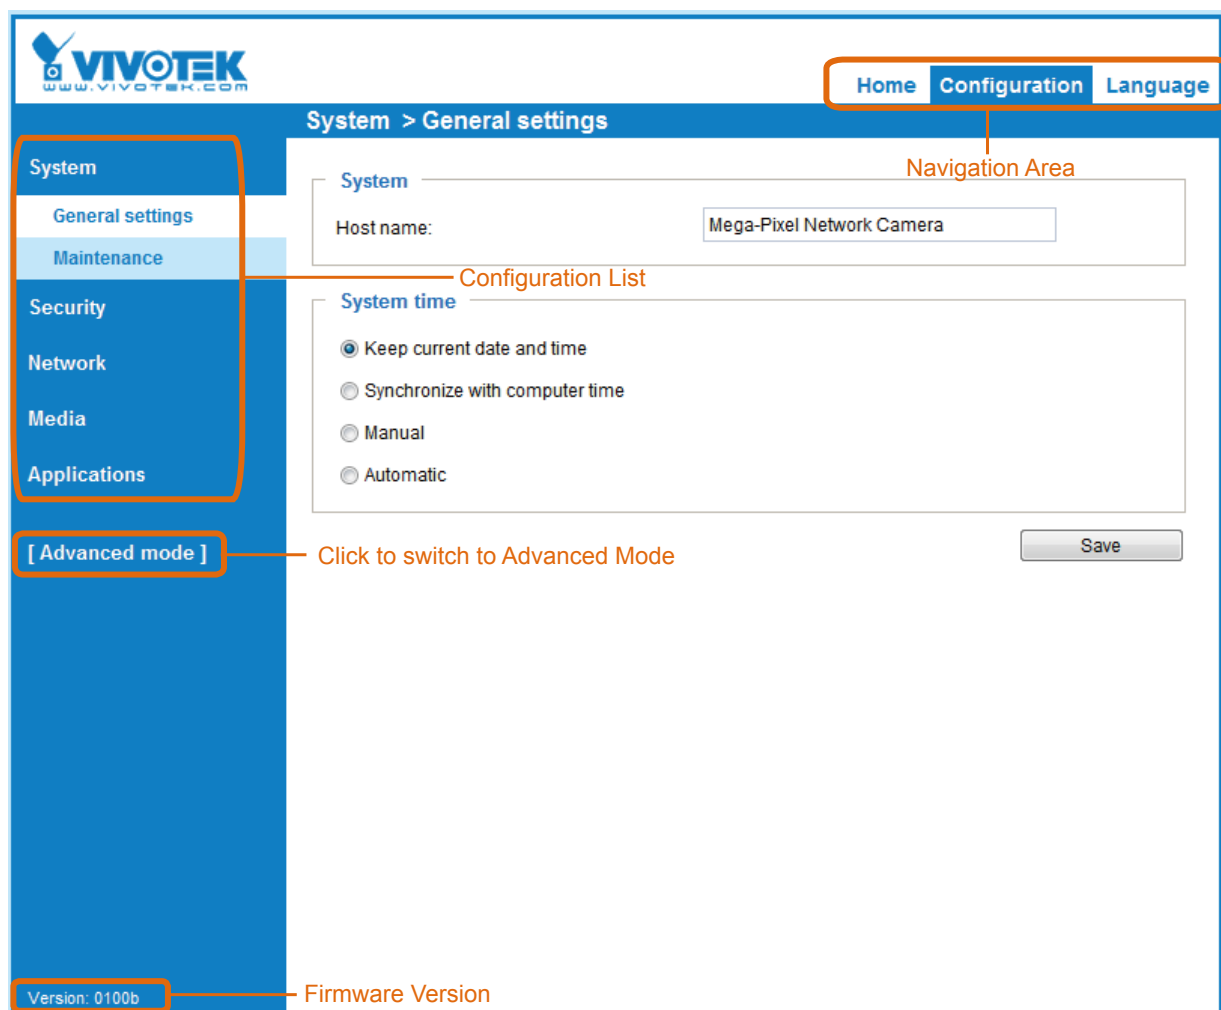 VIVOTEK
WWW.VIVOTEK.COM
Home Configuration Language
System > General settings
Navigation Area
System
General settings
Maintenance
Security
Network
Media
Applications
[ Advanced mode ]
Version: 0100b
System
Host name: Mega-Pixel Network Camera
Configuration List
System time
Keep current date and time
Synchronize with computer time
Manual
Automatic
Save
Click to switch to Advanced Mode
Firmware Version